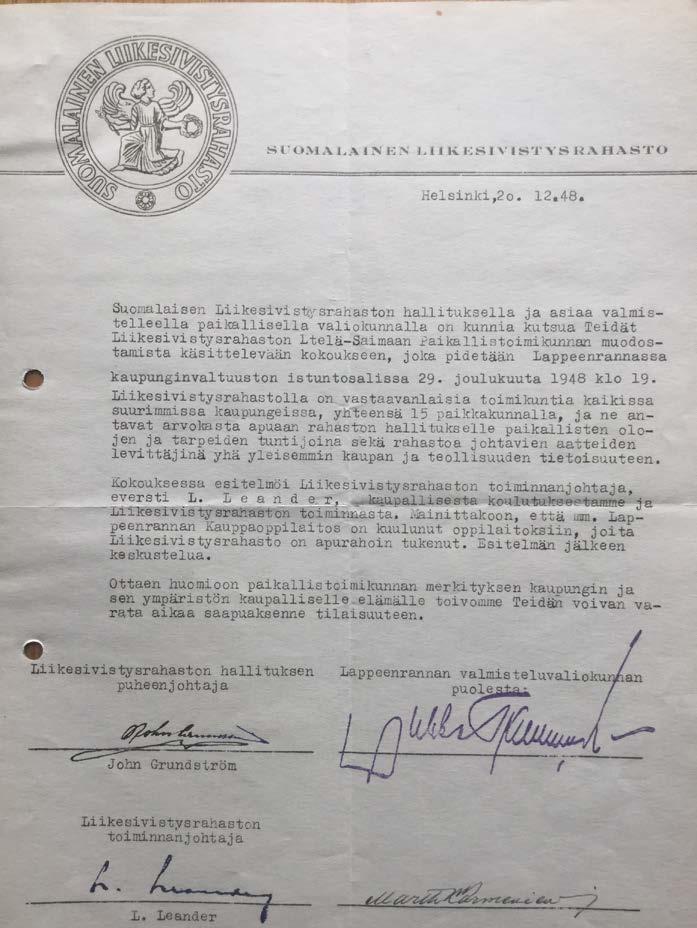 SUOMALAINEN LIIKESIVISTYSRAHASTO
SUOMALAINEN LIIKESIVISTYSRAHASTO
Helsinki,2o. 12.48.
Suomalaisen Liikesivistysrahaston hallituksella ja asiaa valmis-
telleella paikallisella valiokunnalla on kunnia kutsua Teidät
Liikesivistysrahaston Ltelä-Saimaan Paikallistoimikunnan muodos-
tamista käsittelevään kokoukseen, joka pidetään Lappeenrannassa
kaupunginvaltuuston istuntosalissa 29. joulukuuta 1948 klo 19.
Liikesivistysrahastolla on vastaavanlaisia toimikuntia kaikissa
suurimmissa kaupungeissa, yhteensä 15 paikkakunnalla, ja ne an-
tavat arvokasta apuaan rahaston hallitukselle paikallisten olo-
jen ja tarpeiden tuntijoina sekä rahastoa johtavien aatteiden
levittäjinä yhä yleisemmin kaupan ja teollisuuden tietoisuuteen.
Kokouksessa esitelmöi Liikesivistysrahaston toiminnanjohtaja,
eversti L. L e a n d e r, kaupallisesta koulutuksestamme ja
Liikesivistysrahaston toiminnasta. Mainittakoon, että mm. Lap-
peenrannan Kauppaoppilaitos on kuulunut oppilaitoksiin, joita
Liikesivistysrahasto on apurahoin tukenut. Esitelmän jälkeen
keskustelua.
Ottaen huomioon paikallistoimikunnan merkityksen kaupungin ja
sen ympäristön kaupalliselle elämälle toivomme Teidän voivan va-
rata aikaa saapuaksenne tilaisuuteen.
Liikesivistysrahaston hallituksen
puheenjohtaja
Lappeenrannan valmisteluvaliokunnan
puolesta:
John Grundström
Liikesivistysrahaston
toiminnanjohtaja
L. Leander
L. Leander